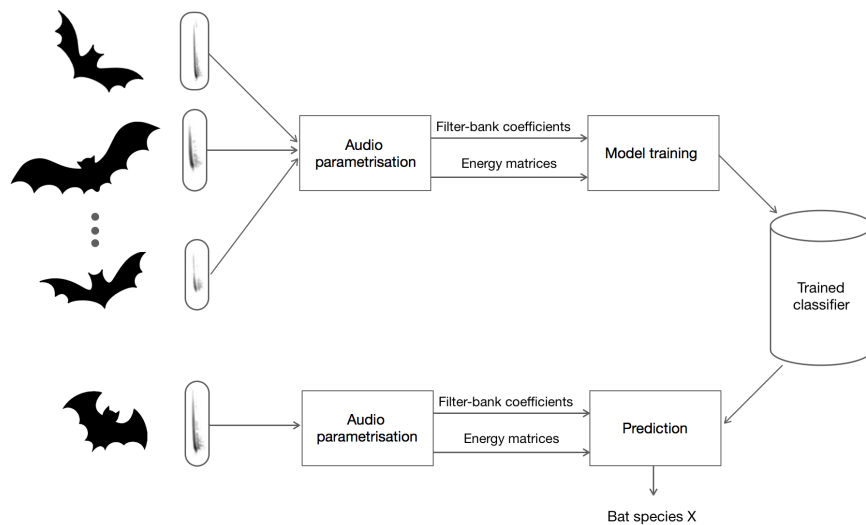 Audio
parametrisation
Filter-bank coefficients
Energy matrices
Model training
Trained
classifier
Audio
parametrisation
Filter-bank coefficients
Energy matrices
Prediction
Bat species X